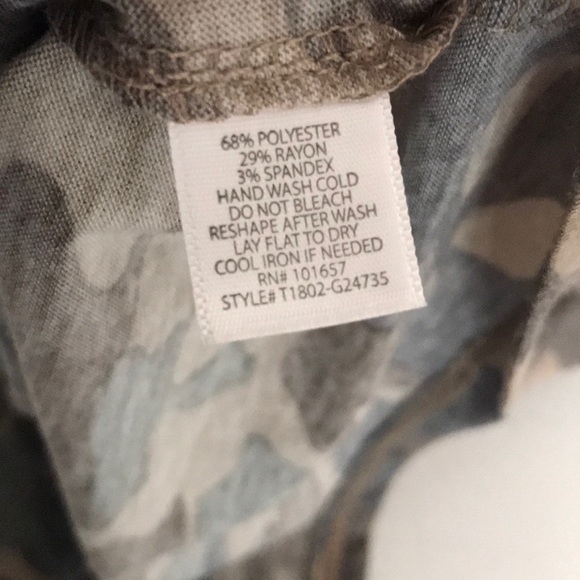 68% POLYESTER
29% RAYON
3% SPANDEX
HAND WASH COLD
DO NOT BLEACH
RESHAPE AFTER WASH
LAY FLAT TO DRY
COOL IRON IF NEEDED
RN# 101657
STYLE# T1802-G24735